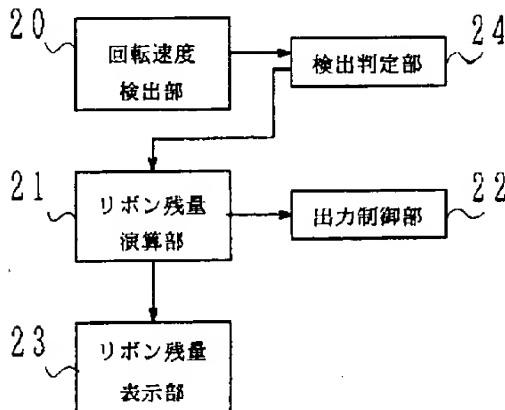 20
回転速度
検出部
24
検出判定部
21
リボン残量
演算部
22
出力制御部
23
リボン残量
表示部